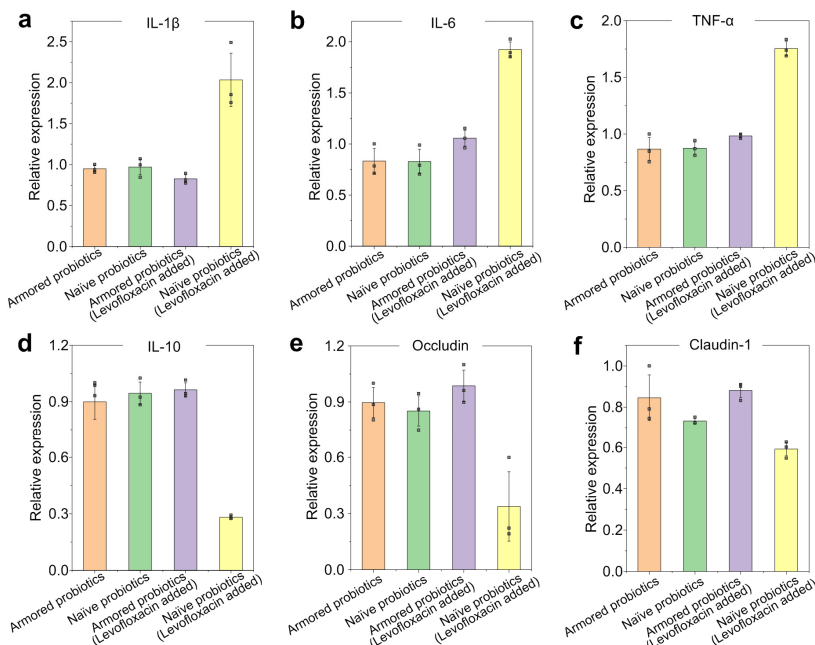 a
IL-1β
Relative expression
2.5
2.0
1.5
1.0
0.5
0.0
Armored probiotics
Naïve probiotics
Armored probiotics
(Levofloxacin added)
Naïve probiotics
(Levofloxacin added)
b
IL-6
Relative expression
2.0
1.5
1.0
0.5
0.0
Armored probiotics
Naïve probiotics
Armored probiotics
(Levofloxacin added)
Naïve probiotics
(Levofloxacin added)
c
TNF-α
Relative expression
2.0
1.5
1.0
0.5
0.0
Armored probiotics
Naïve probiotics
Armored probiotics
(Levofloxacin added)
Naïve probiotics
(Levofloxacin added)
d
IL-10
Relative expression
1.2
0.9
0.6
0.3
0.0
Armored probiotics
Naïve probiotics
Armored probiotics
(Levofloxacin added)
Naïve probiotics
(Levofloxacin added)
e
Occludin
Relative expression
1.2
0.9
0.6
0.3
0.0
Armored probiotics
Naïve probiotics
Armored probiotics
(Levofloxacin added)
Naïve probiotics
(Levofloxacin added)
f
Claudin-1
Relative expression
1.0
0.8
0.6
0.4
0.2
0.0
Armored probiotics
Naïve probiotics
Armored probiotics
(Levofloxacin added)
Naïve probiotics
(Levofloxacin added)